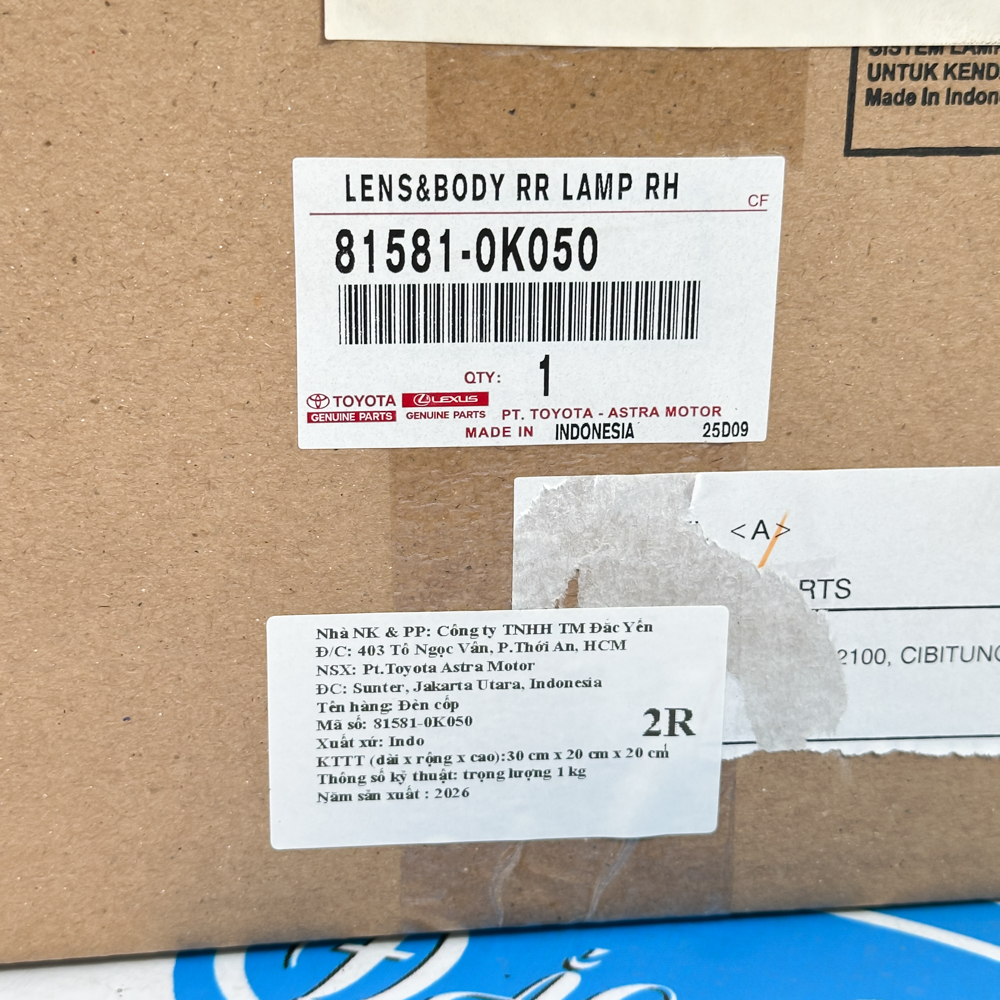 UNTUK KEND
Made In Indon
LENS&BODY RR LAMP RH
CF
81581-0K050
QTY: 1
TOYOTA LEXUS
GENUINE PARTS GENUINE PARTS PT. TOYOTA - ASTRA MOTOR
MADE IN INDONESIA 25D09
<A>
RTS
2100, CIBITUNG
Nhà NK & PP: Công ty TNHH TM Đắc Yến
Đ/C: 403 Tô Ngọc Vân, P.Thới An, HCM
NSX: Pt.Toyota Astra Motor
ĐC: Sunter, Jakarta Utara, Indonesia
Tên hàng: Đèn cốp
Mã số: 81581-0K050
2R
Xuất xứ: Indo
KTTT (dài x rộng x cao):30 cm x 20 cm x 20 cm
Thông số kỹ thuật: trọng lượng 1 kg
Năm sản xuất : 2026